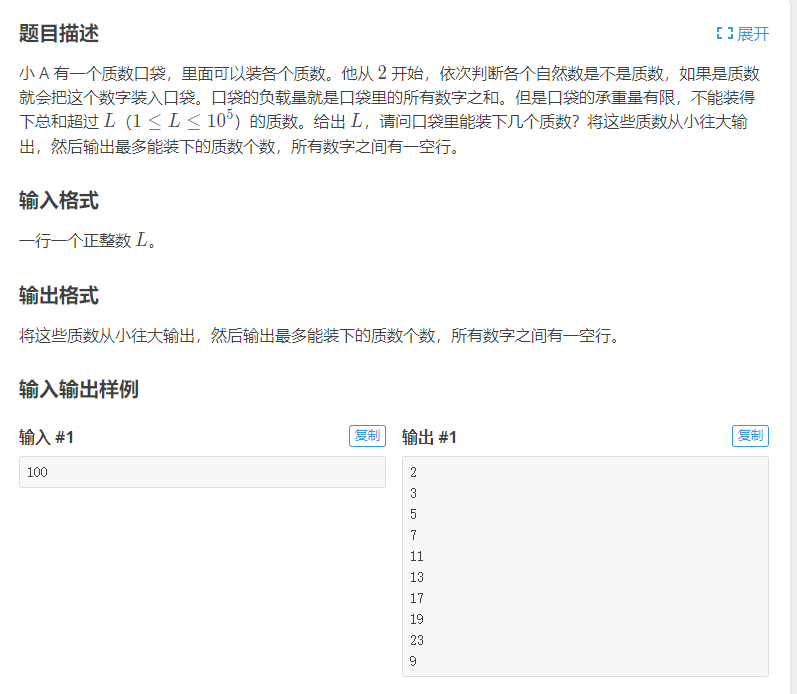 题目描述
展开
小 A 有一个质数口袋，里面可以装各个质数。他从 2 开始，依次判断各个自然数是不是质数，如果是质数
就会把这个数字装入口袋。口袋的负载量就是口袋里的所有数字之和。但是口袋的承重量有限，不能装得
下总和超过 L（1 ≤ L ≤ 10⁵）的质数。给出 L，请问口袋里能装下几个质数？将这些质数从小往大输
出，然后输出最多能装下的质数个数，所有数字之间有一空行。
输入格式
一行一个正整数 L。
输出格式
将这些质数从小往大输出，然后输出最多能装下的质数个数，所有数字之间有一空行。
输入输出样例
输入 #1
复制
100
输出 #1
复制
2
3
5
7
11
13
17
19
23
9